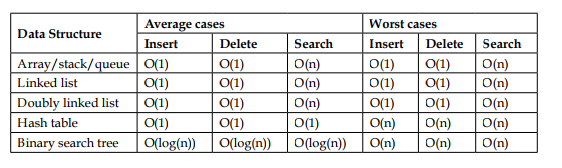 Data Structure Average cases Worst cases
Insert Delete Search Insert Delete Search
Array/stack/queue O(1) O(1) O(n) O(1) O(1) O(n)
Linked list O(1) O(1) O(n) O(1) O(1) O(n)
Doubly linked list O(1) O(1) O(n) O(1) O(1) O(n)
Hash table O(1) O(1) O(1) O(n) O(n) O(n)
Binary search tree O(log(n)) O(log(n)) O(log(n)) O(n) O(n) O(n)